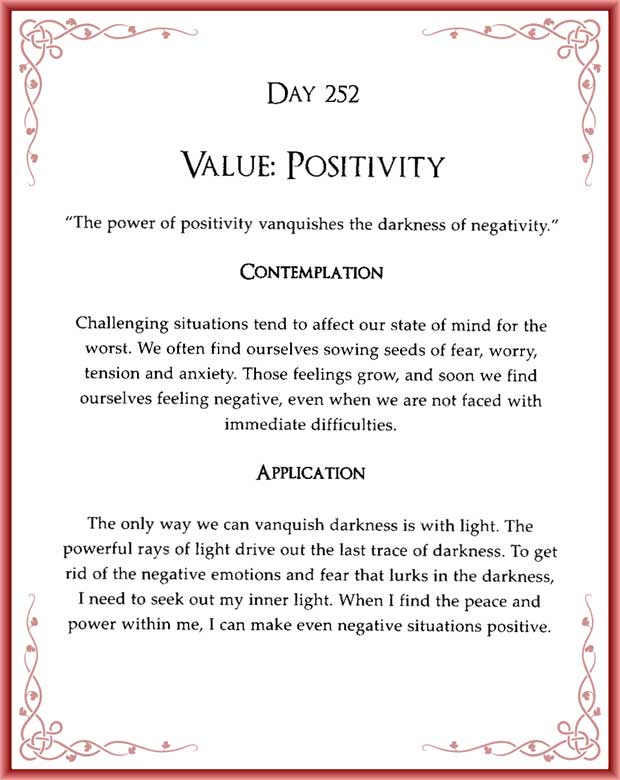 Day 252
Value: Positivity
“The power of positivity vanquishes the darkness of negativity.”
Contemplation
Challenging situations tend to affect our state of mind for the
worst. We often find ourselves sowing seeds of fear, worry,
tension and anxiety. Those feelings grow, and soon we find
ourselves feeling negative, even when we are not faced with
immediate difficulties.
Application
The only way we can vanquish darkness is with light. The
powerful rays of light drive out the last trace of darkness. To get
rid of the negative emotions and fear that lurks in the darkness,
I need to seek out my inner light. When I find the peace and
power within me, I can make even negative situations positive.